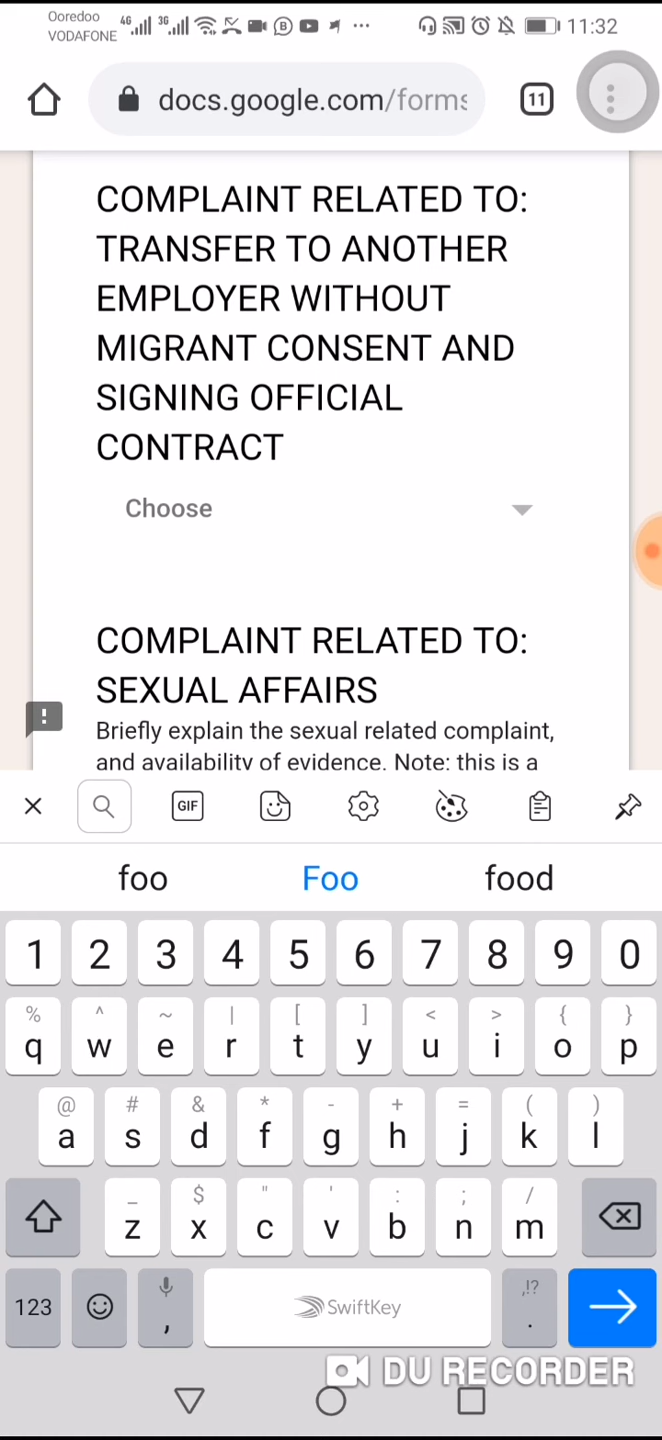 Ooredoo
VODAFONE
4G 3G B 11:32
docs.google.com/forms
11
COMPLAINT RELATED TO:
TRANSFER TO ANOTHER
EMPLOYER WITHOUT
MIGRANT CONSENT AND
SIGNING OFFICIAL
CONTRACT
Choose
COMPLAINT RELATED TO:
SEXUAL AFFAIRS
!
Briefly explain the sexual related complaint,
and availability of evidence. Note: this is a
GIF
foo Foo food
1 2 3 4 5 6 7 8 9 0
% ^ ~ | [ ] < > { }
q w e r t y u i o p
@ # & * - + = ( )
a s d f g h j k l
_ $ " ' : ; /
z x c v b n m
123 , SwiftKey ,!? .
DU RECORDER